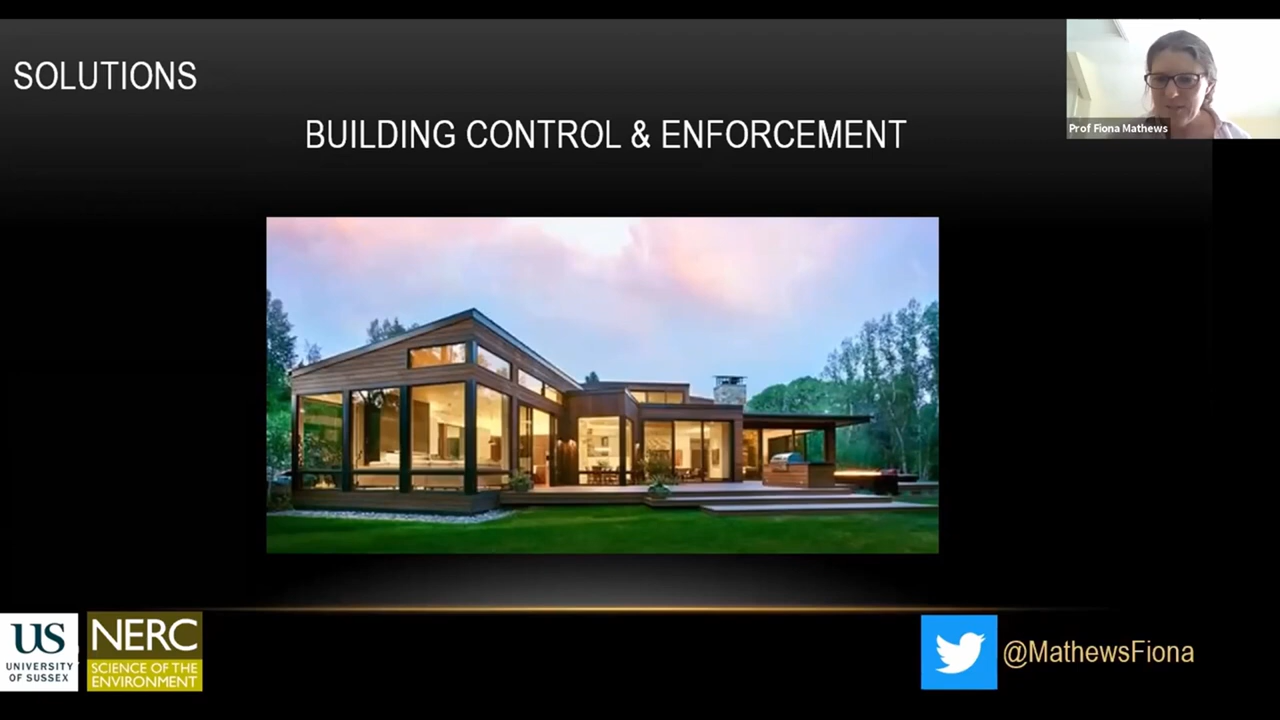 SOLUTIONS
BUILDING CONTROL & ENFORCEMENT
Prof Fiona Mathews
US
UNIVERSITY
OF SUSSEX
NERC
SCIENCE OF THE
ENVIRONMENT
@MathewsFiona